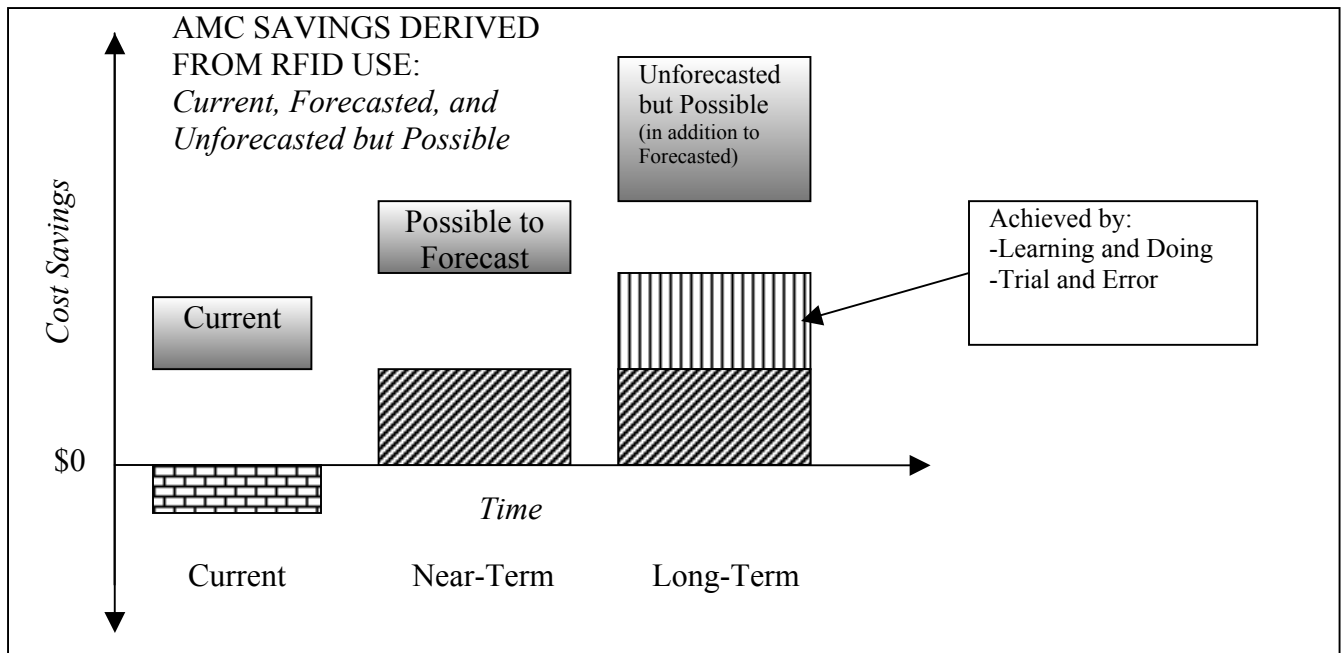 AMC SAVINGS DERIVED
FROM RFID USE:
Current, Forecasted, and
Unforecasted but Possible
Unforecasted
but Possible
(in addition to
Forecasted)
Possible to
Forecast
Current
Achieved by:
-Learning and Doing
-Trial and Error
Cost Savings
$0
Time
Current
Near-Term
Long-Term